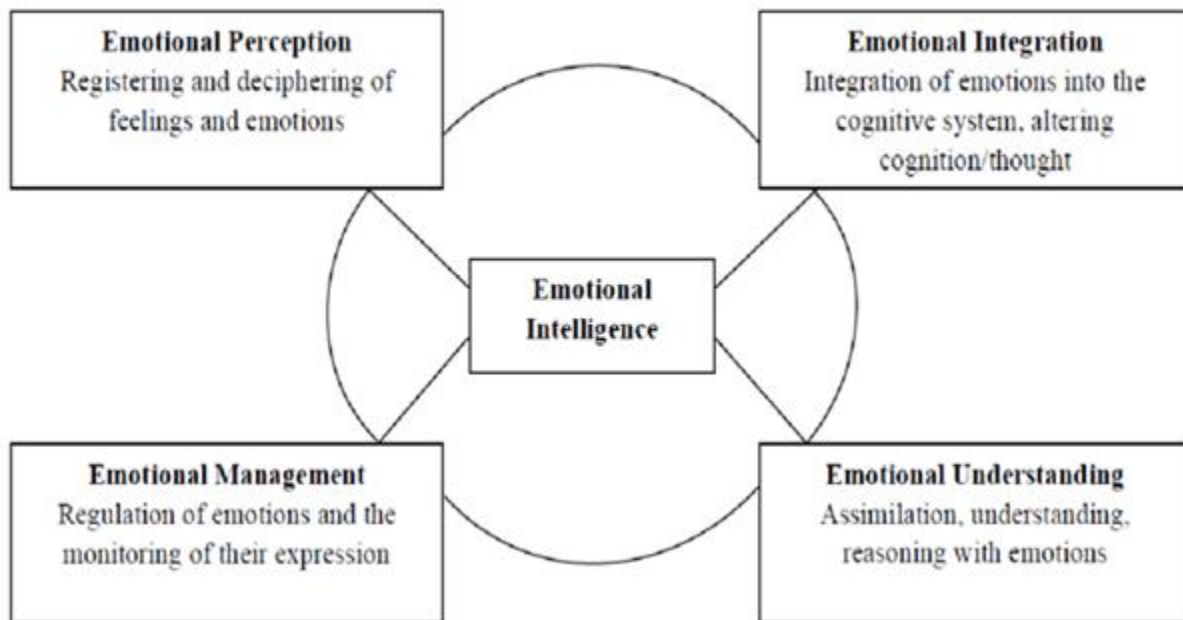 Emotional Perception
Registering and deciphering of
feelings and emotions
Emotional Integration
Integration of emotions into the
cognitive system, altering
cognition/thought
Emotional
Intelligence
Emotional Management
Regulation of emotions and the
monitoring of their expression
Emotional Understanding
Assimilation, understanding,
reasoning with emotions